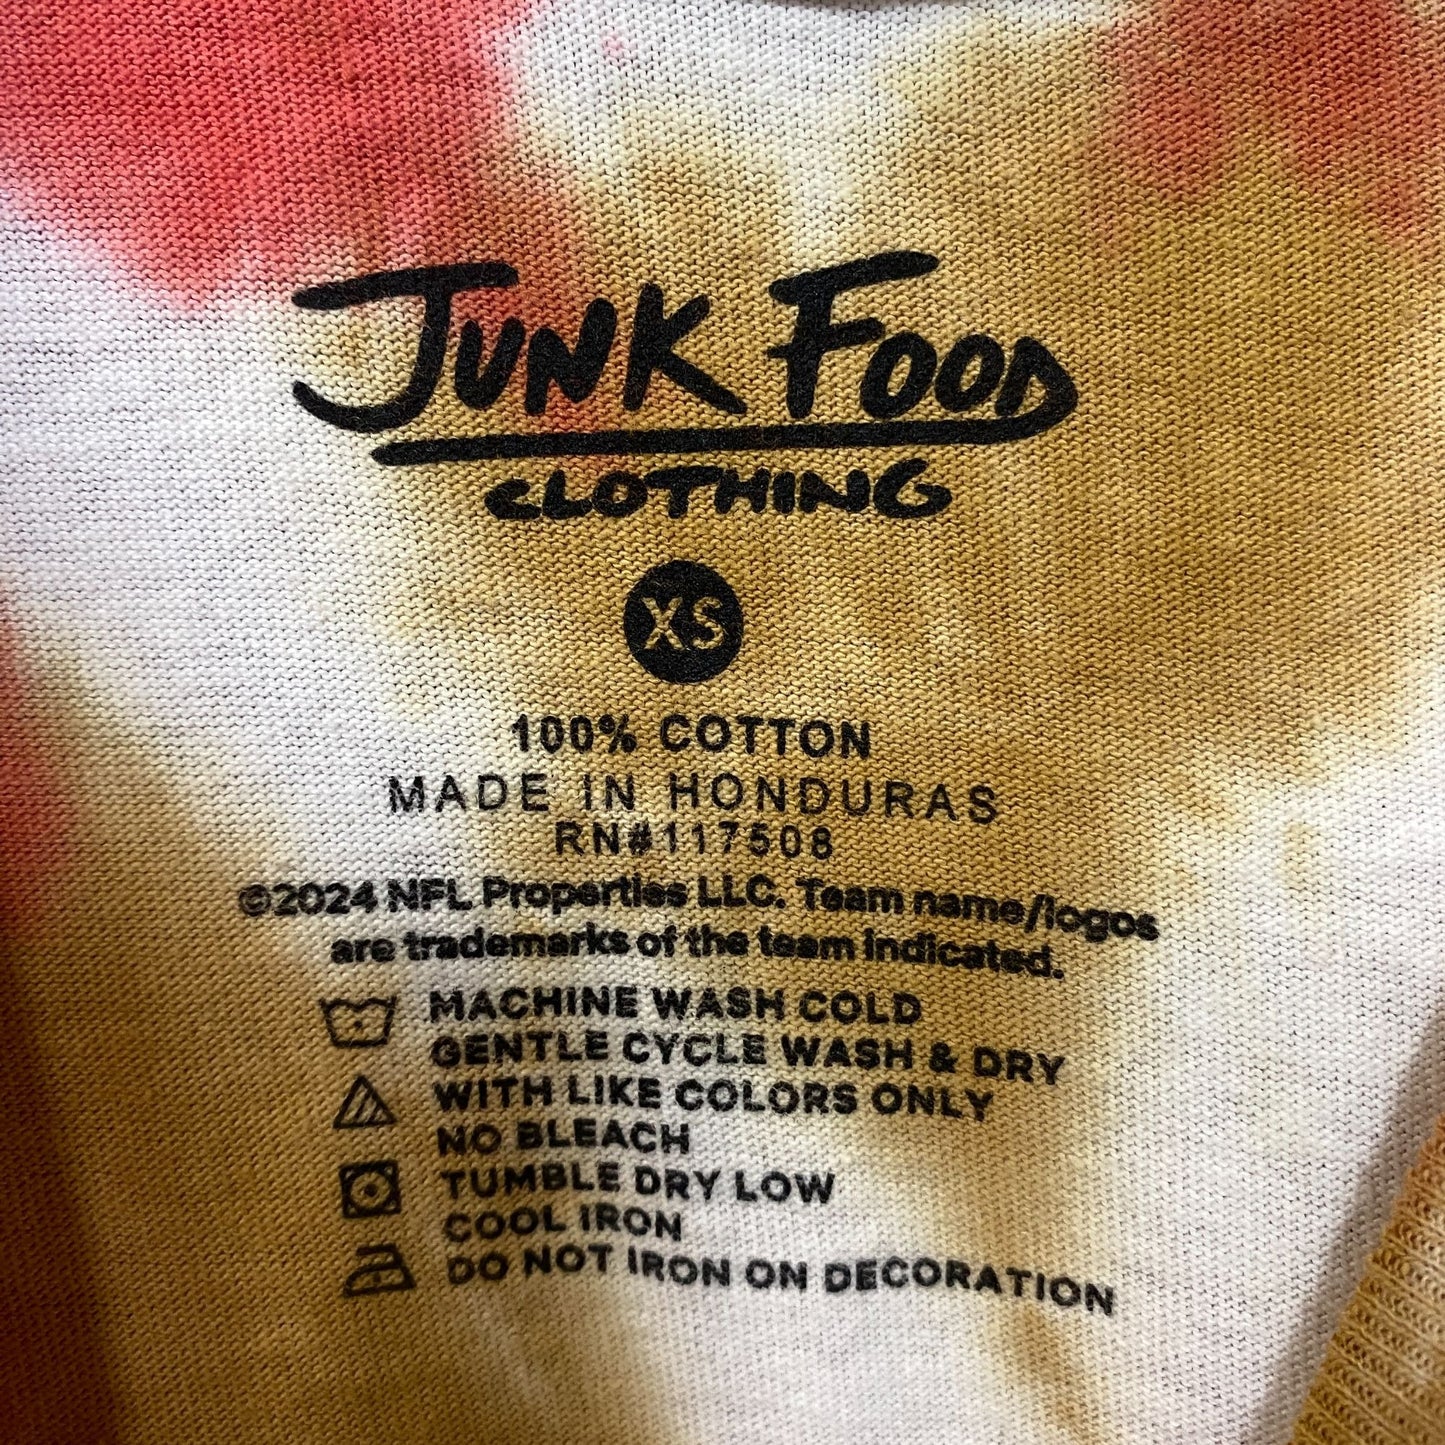 JUNK FOOD
CLOTHING
XS
100% COTTON
MADE IN HONDURAS
RN#117508
©2024 NFL Properties LLC. Team name/logos
are trademarks of the team indicated.
MACHINE WASH COLD
GENTLE CYCLE WASH & DRY
WITH LIKE COLORS ONLY
NO BLEACH
TUMBLE DRY LOW
COOL IRON
DO NOT IRON ON DECORATION